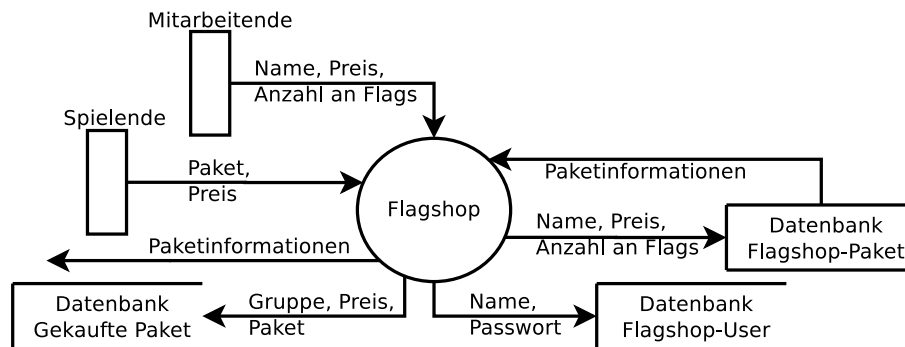 Mitarbeitende
Name, Preis,
Anzahl an Flags
Spielende
Paket,
Preis
Flagshop
Paketinformationen
Name, Preis,
Anzahl an Flags
Datenbank
Flagshop-Paket
Paketinformationen
Datenbank
Gekaufte Paket
Gruppe, Preis,
Paket
Name,
Passwort
Datenbank
Flagshop-User